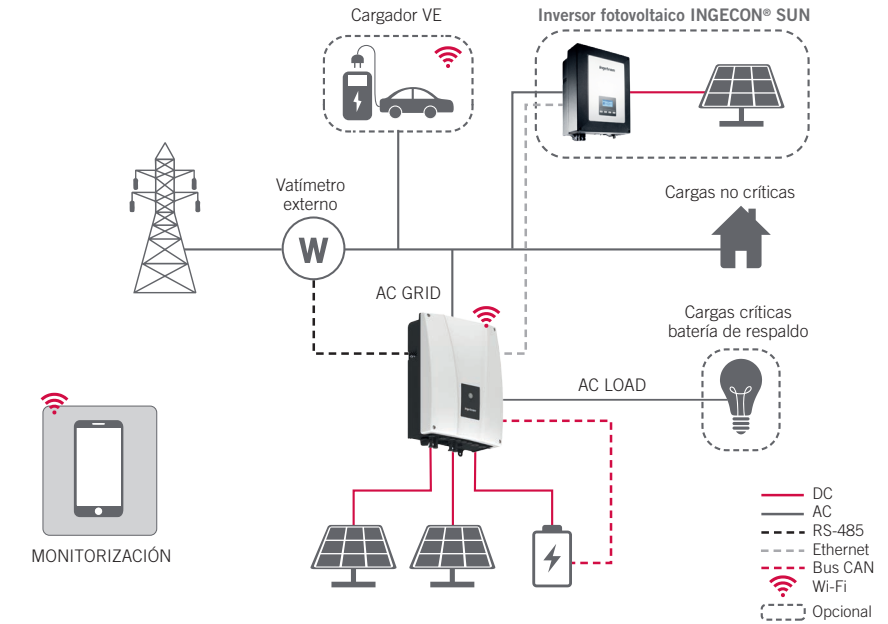 Cargador VE
Inversor fotovoltaico INGECON® SUN
Vatímetro
externo
W
Cargas no críticas
AC GRID
Cargas críticas
batería de respaldo
AC LOAD
MONITORIZACIÓN
DC
AC
RS-485
Ethernet
Bus CAN
Wi-Fi
Opcional